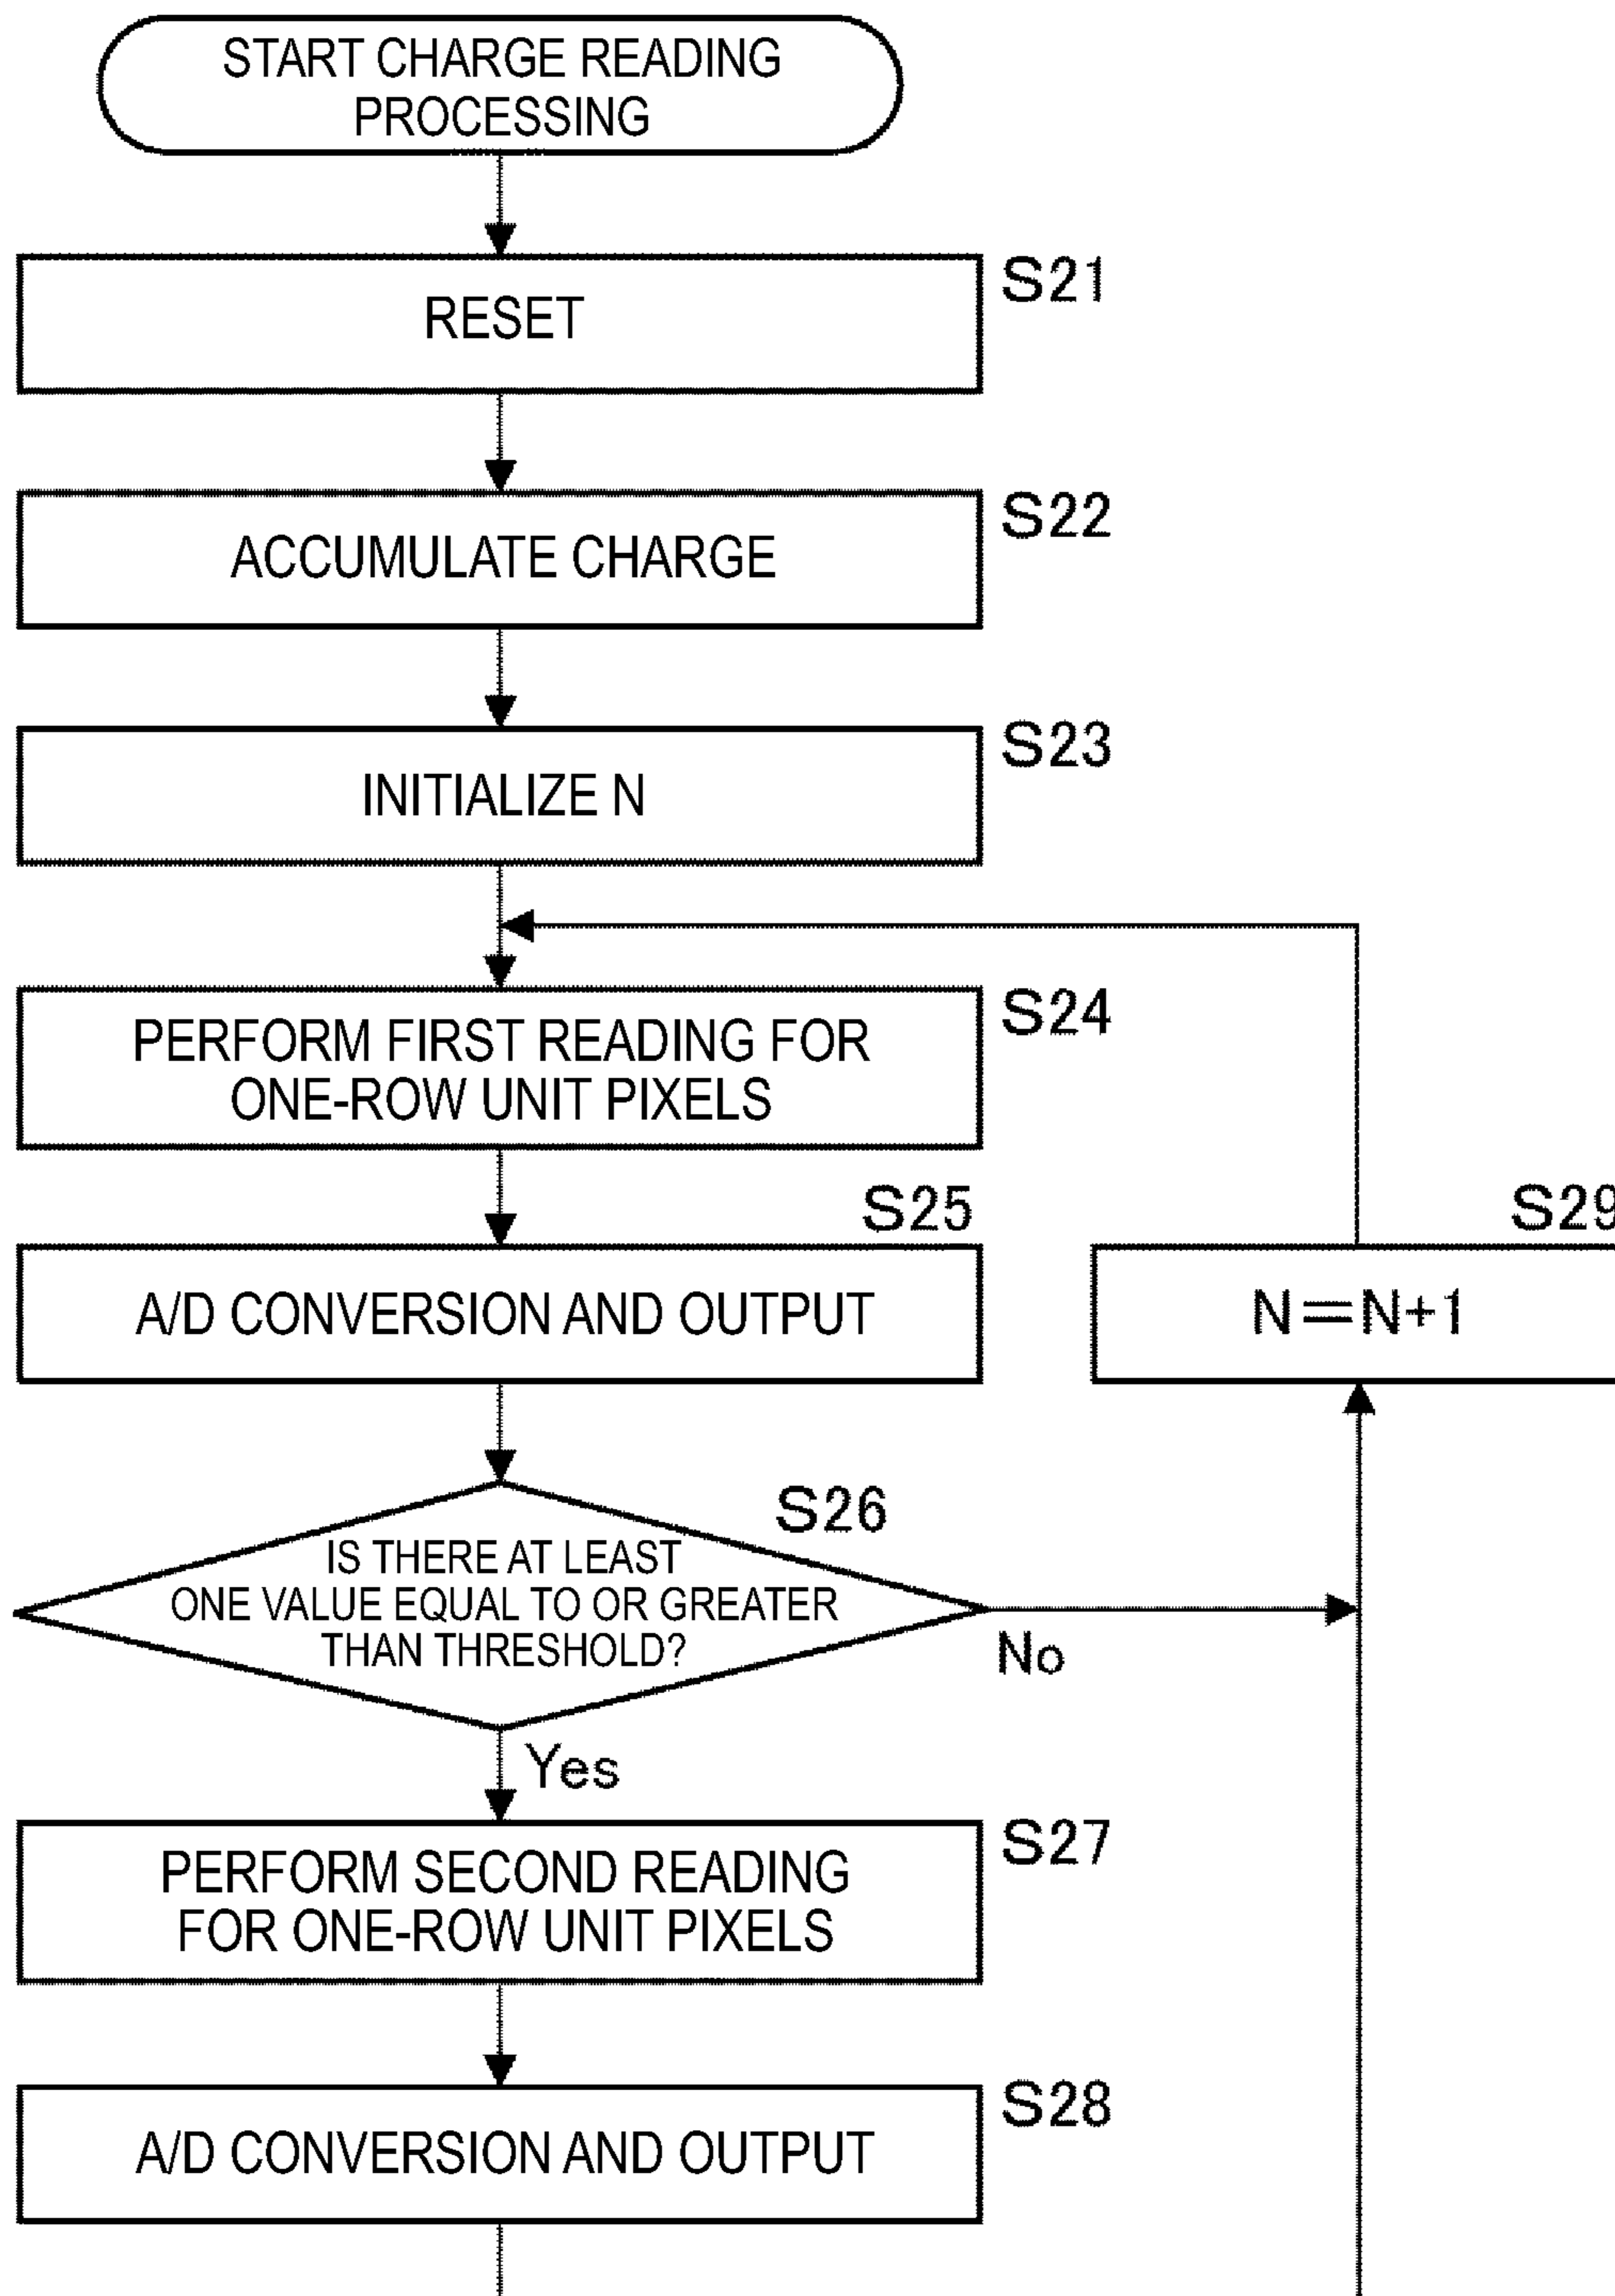 START CHARGE READING
PROCESSING
S21
RESET
S22
ACCUMULATE CHARGE
S23
INITIALIZE N
S24
PERFORM FIRST READING FOR
ONE-ROW UNIT PIXELS
S25
A/D CONVERSION AND OUTPUT
S29
N=N+1
S26
IS THERE AT LEAST
ONE VALUE EQUAL TO OR GREATER
THAN THRESHOLD?
No
Yes
S27
PERFORM SECOND READING
FOR ONE-ROW UNIT PIXELS
S28
A/D CONVERSION AND OUTPUT